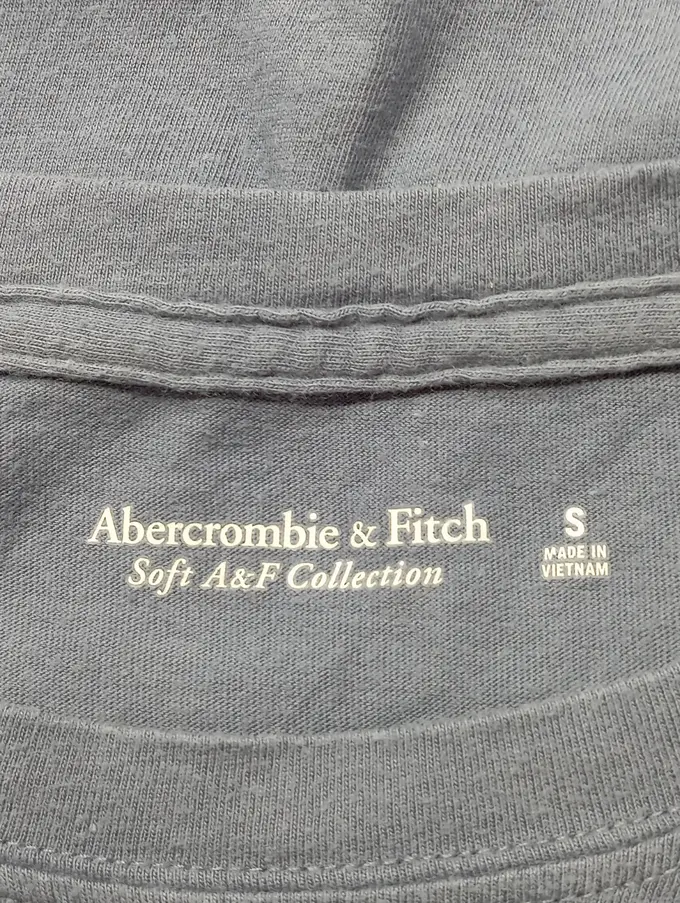 Abercrombie & Fitch
Soft A&F Collection
S
MADE IN
VIETNAM